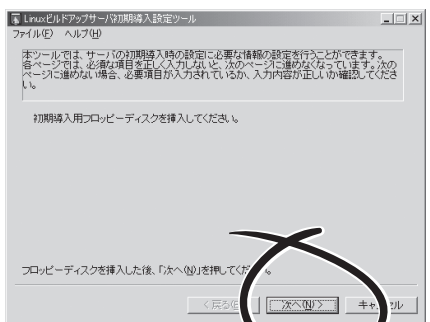 Linuxビルドアップサーバ初期導入設定ツール
ファイル(F) ヘルプ(H)
本ツールでは、サーバの初期導入時の設定に必要な情報の設定を行うことができます。
各ページでは、必須な項目を正しく入力しないと、次のページに進めなくなっています。次の
ページに進めない場合、必要項目が入力されているか、入力内容が正しいか確認してくださ
い。
初期導入用フロッピーディスクを挿入してください。
フロッピーディスクを挿入した後、「次へ(N)」を押してくだ
< 戻る(B) 次へ(N) > キャ セル